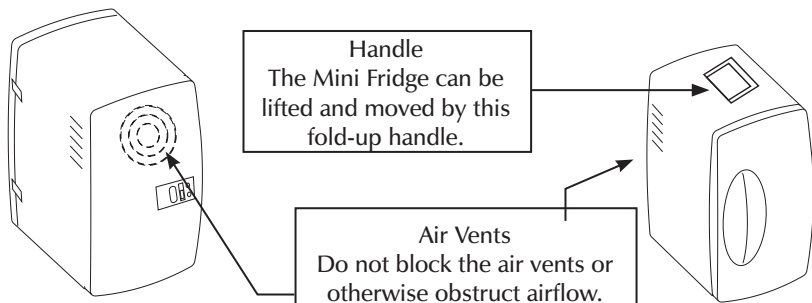 Handle
The Mini Fridge can be
lifted and moved by this
fold-up handle.
Air Vents
Do not block the air vents or
otherwise obstruct airflow.